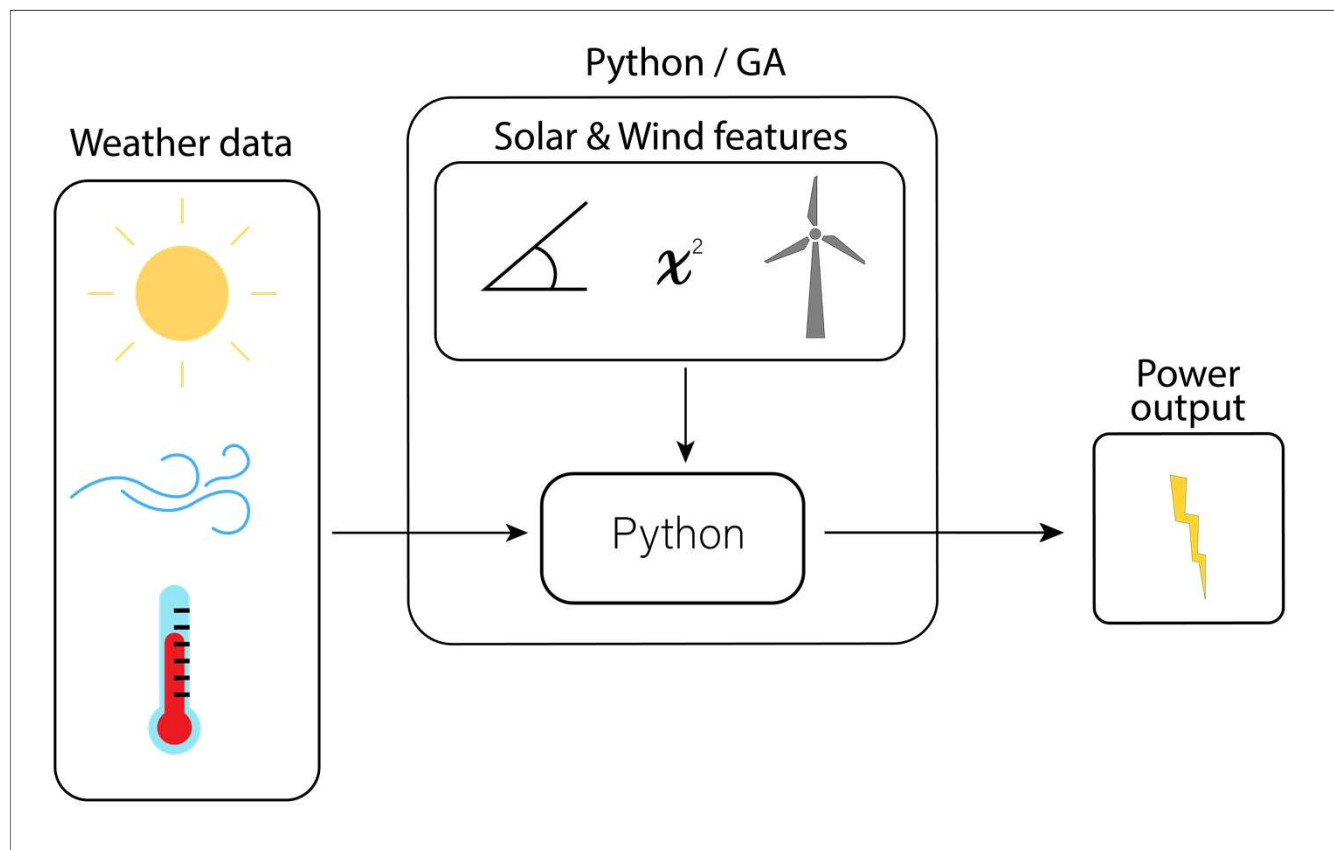 Python / GA
Weather data
Solar & Wind features
x²
Power
output
Python